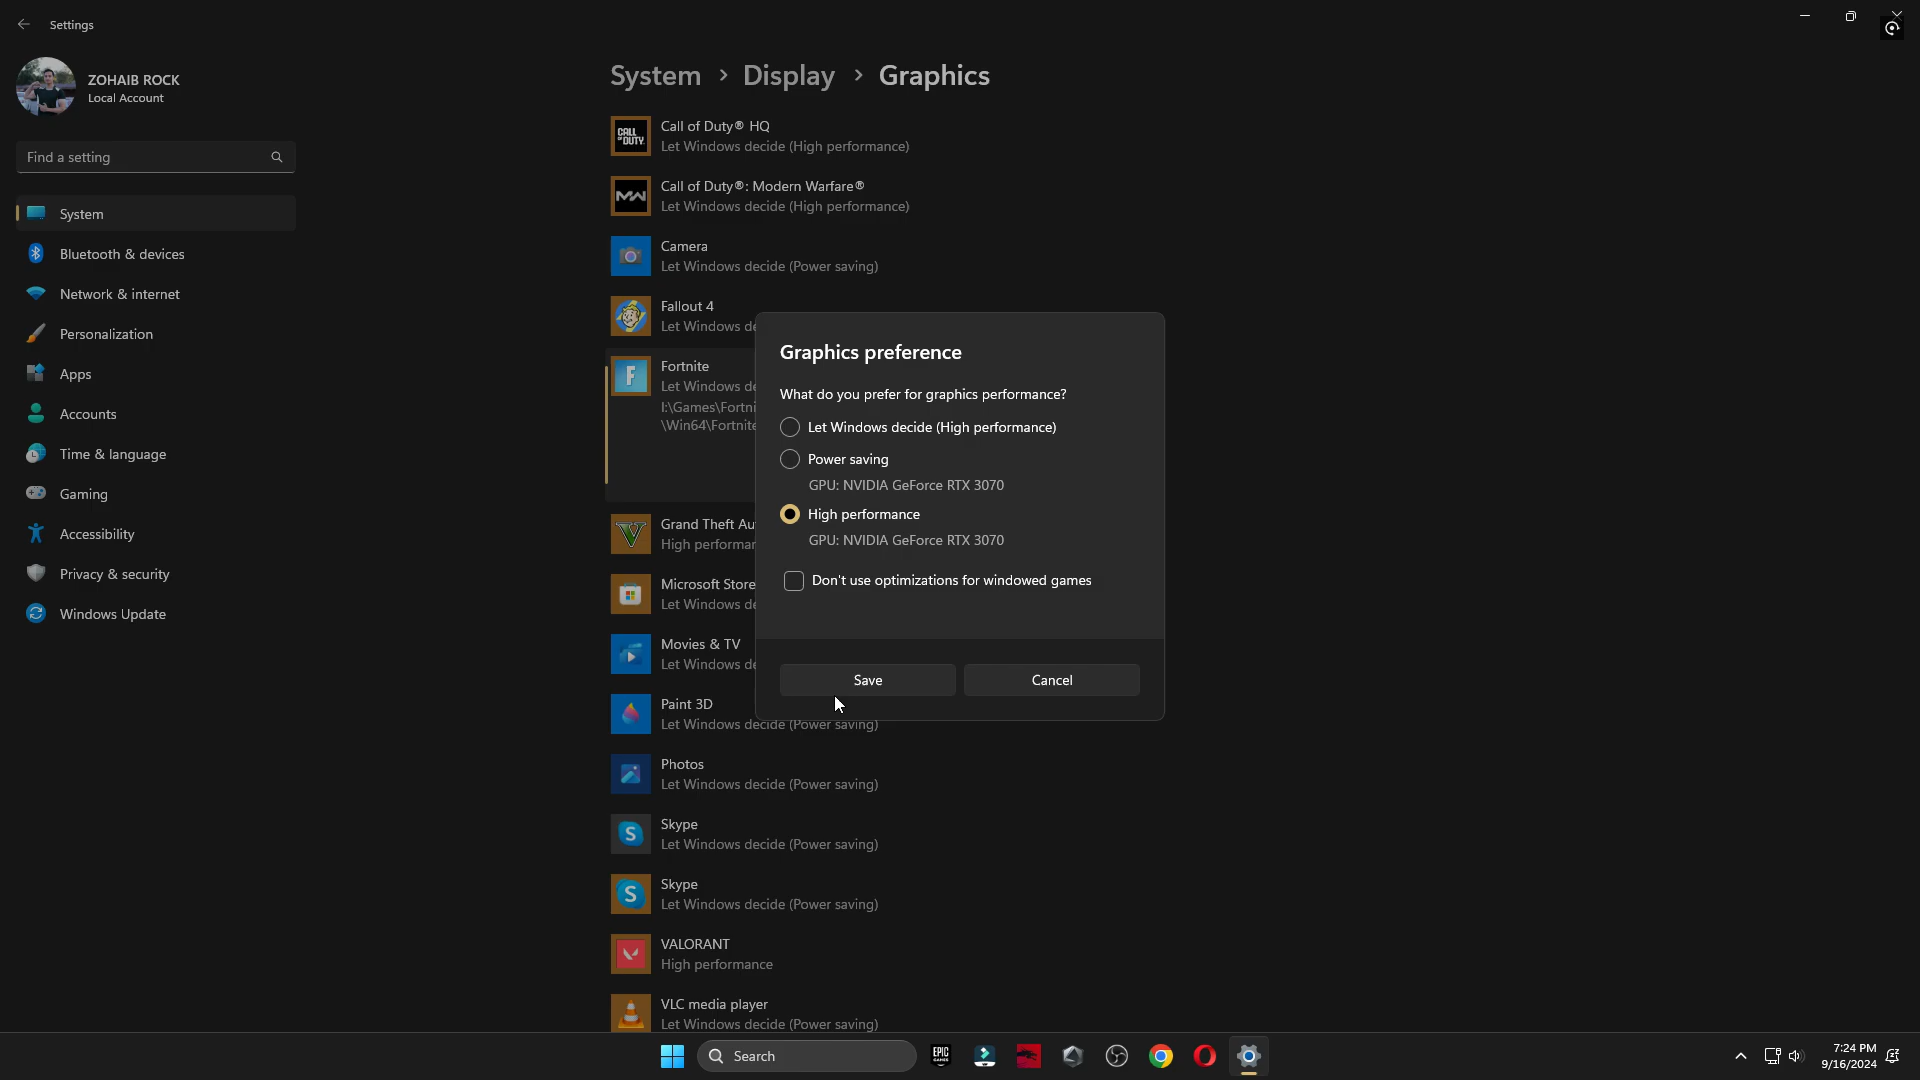 Settings
ZOHAIB ROCK
Local Account
Find a setting
System
Bluetooth & devices
Network & internet
Personalization
Apps
Accounts
Time & language
Gaming
Accessibility
Privacy & security
Windows Update
System > Display > Graphics
CALL OF DUTY
Call of Duty® HQ
Let Windows decide (High performance)
MW
Call of Duty®: Modern Warfare®
Let Windows decide (High performance)
Camera
Let Windows decide (Power saving)
Fallout 4
Let Windows de
F
Fortnite
Let Windows de
I:\Games\Fortni
\Win64\Fortnite
Grand Theft Au
High performan
Microsoft Store
Let Windows de
Movies & TV
Let Windows de
Paint 3D
Let Windows decide (Power saving)
Photos
Let Windows decide (Power saving)
S
Skype
Let Windows decide (Power saving)
S
Skype
Let Windows decide (Power saving)
VALORANT
High performance
VLC media player
Let Windows decide (Power saving)
Graphics preference
What do you prefer for graphics performance?
Let Windows decide (High performance)
Power saving
GPU: NVIDIA GeForce RTX 3070
High performance
GPU: NVIDIA GeForce RTX 3070
Don't use optimizations for windowed games
Save
Cancel
Search
EPIC GAMES
7:24 PM
9/16/2024